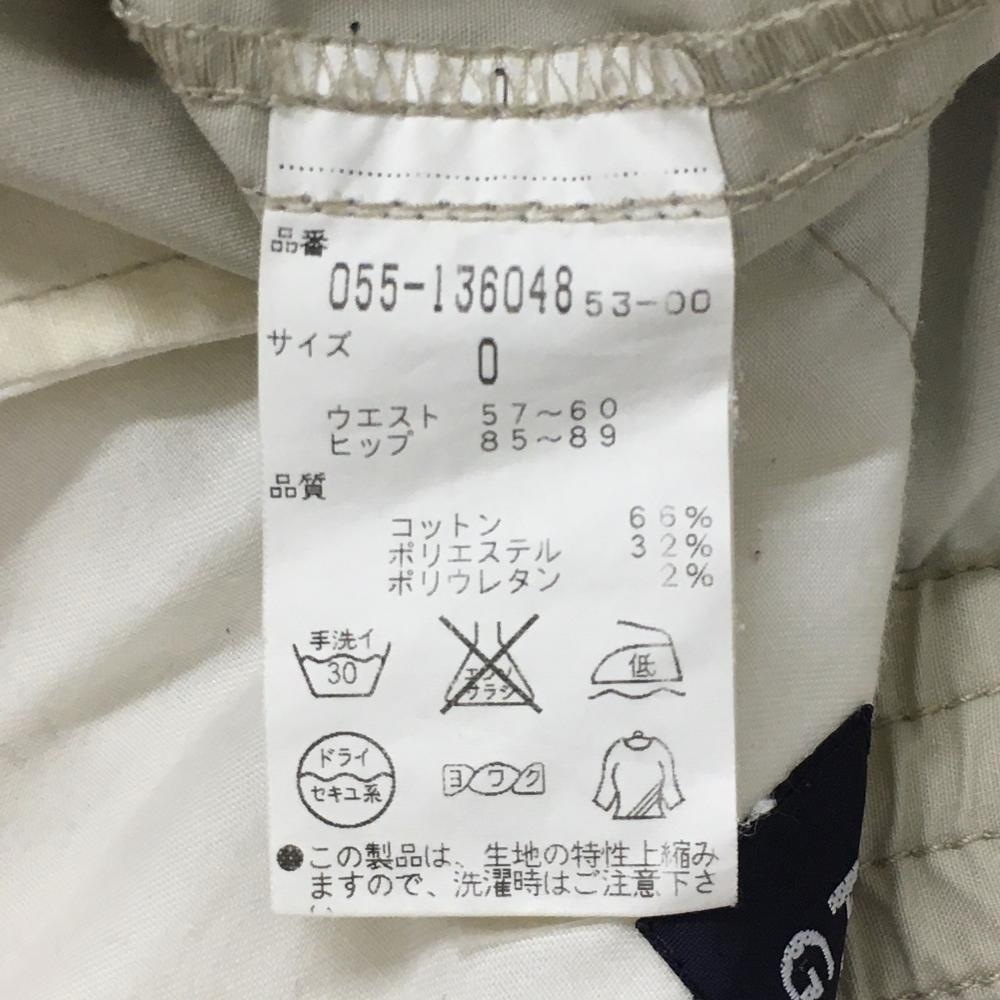 品番
055-136048 53-00
サイズ
0
ウエスト 57〜60
ヒップ 85〜89
品質
コットン 66%
ポリエステル 32%
ポリウレタン 2%
手洗イ
30
エンソ
サラシ
低
ドライ
セキユ系
ヨワク
●この製品は、生地の特性上縮み
ますので、洗濯時はご注意下さ
G